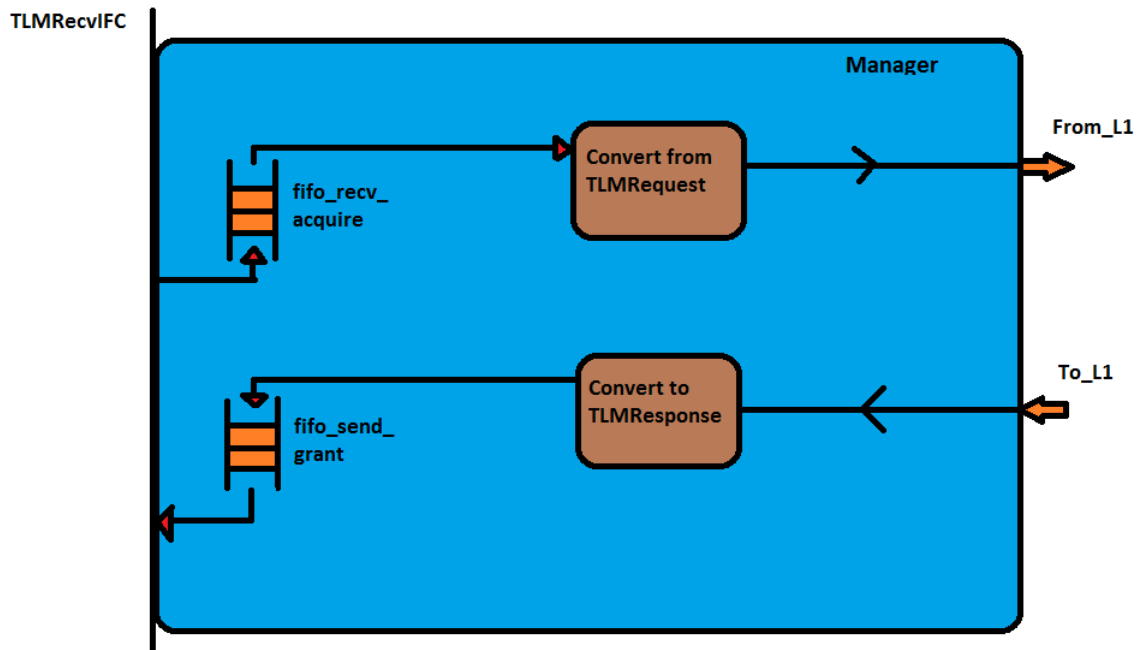 TLMRecvIFC
Manager
From_L1
Convert from
TLMRequest
fifo_recv_
acquire
To_L1
Convert to
TLMResponse
fifo_send_
grant